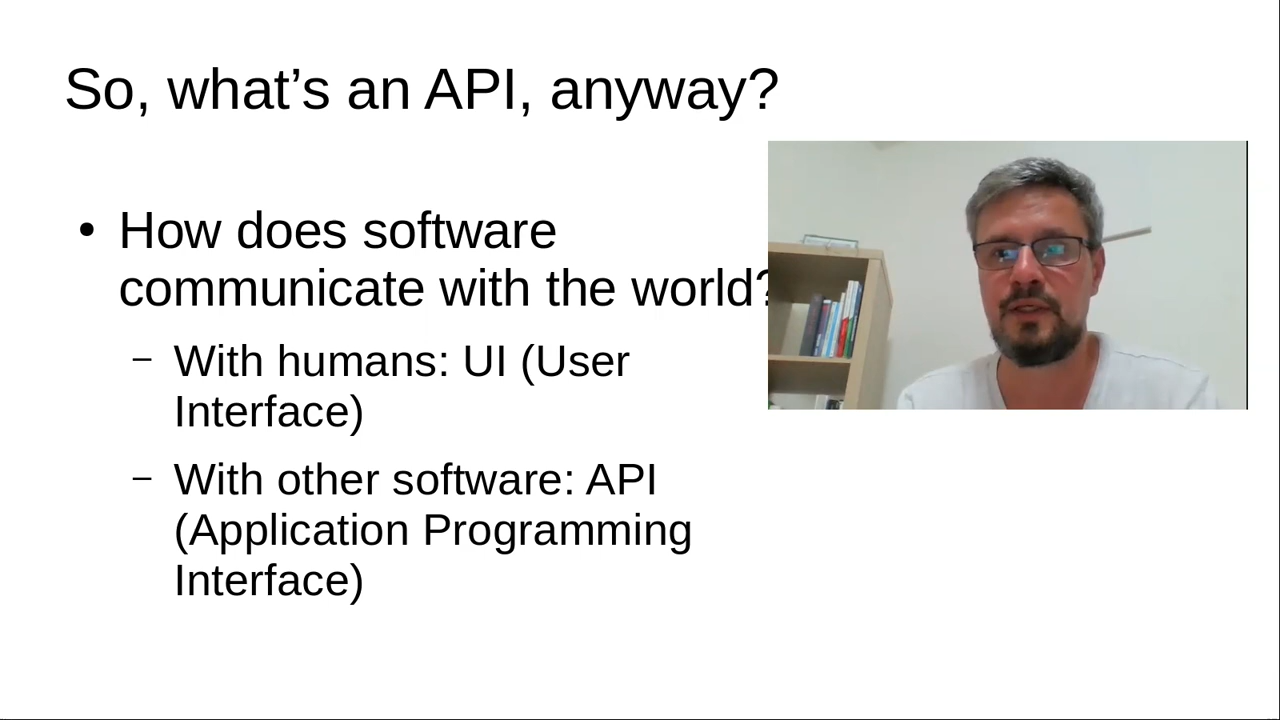 So, what’s an API, anyway?
• How does software
communicate with the world?
– With humans: UI (User
Interface)
– With other software: API
(Application Programming
Interface)